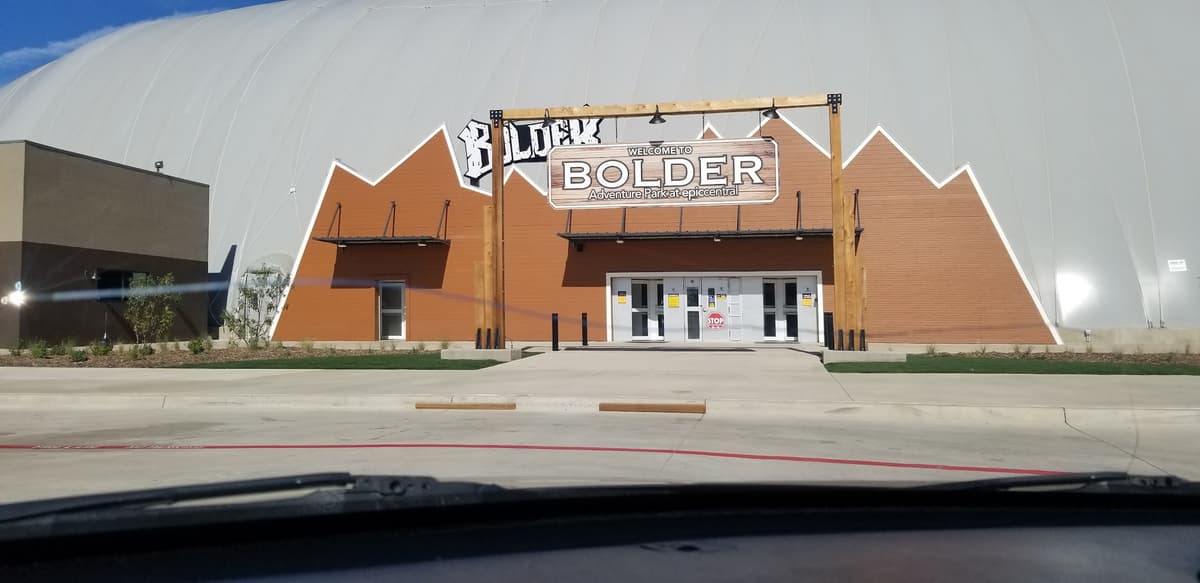 BOLDER
WELCOME TO
BOLDER
Adventure Park at epiccentral
STOP